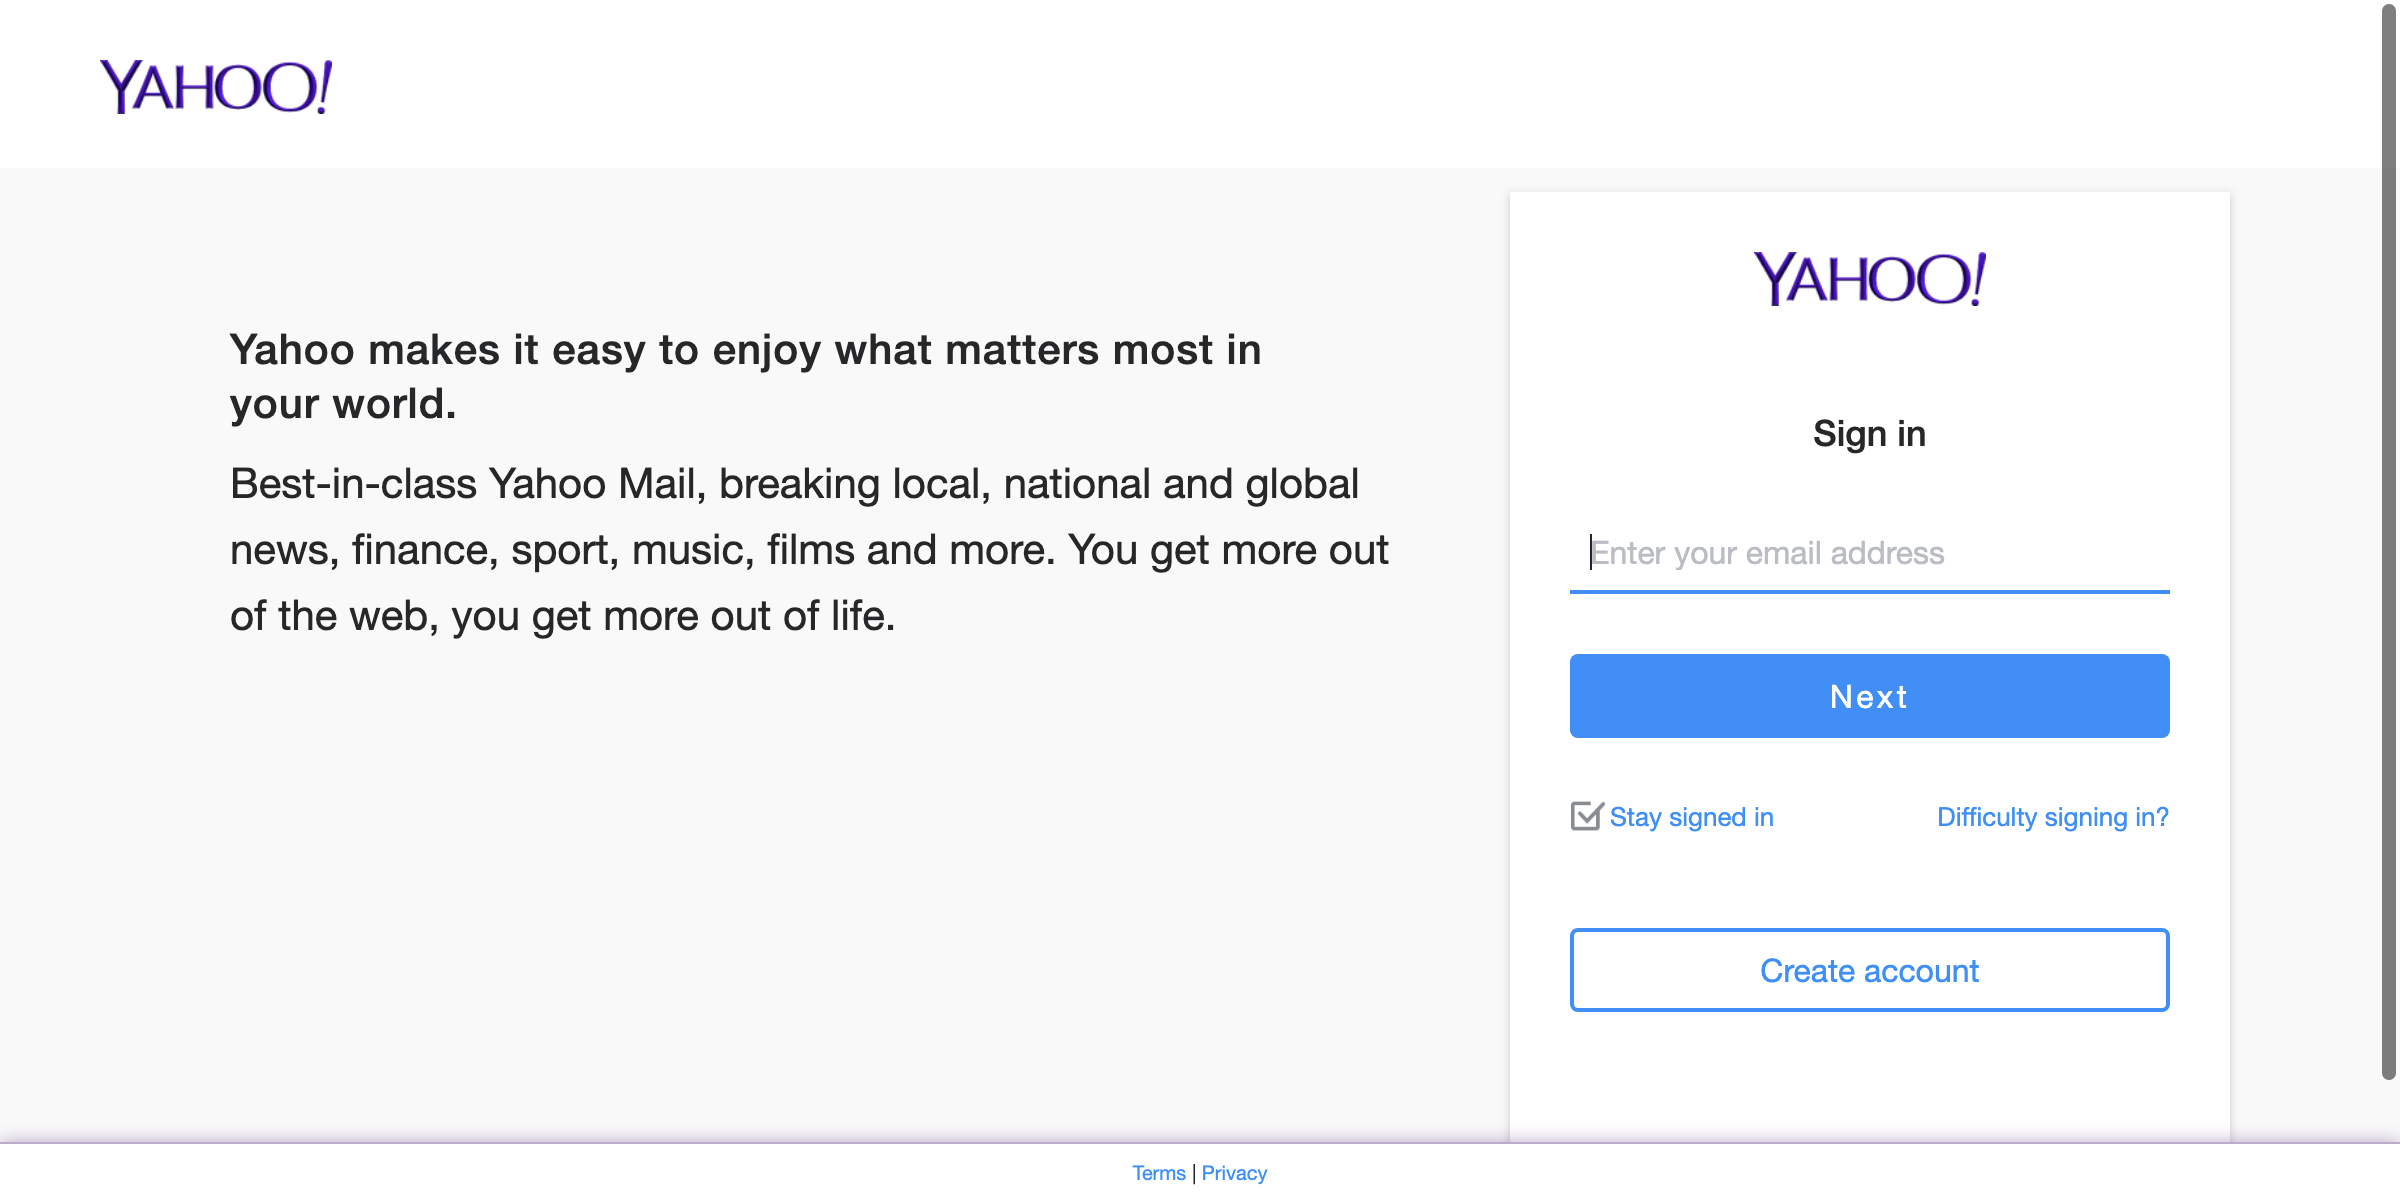 YAHOO!
Yahoo makes it easy to enjoy what matters most in
your world.
Best-in-class Yahoo Mail, breaking local, national and global
news, finance, sport, music, films and more. You get more out
of the web, you get more out of life.
YAHOO!
Sign in
Enter your email address
Next
Stay signed in
Difficulty signing in?
Create account
Terms | Privacy